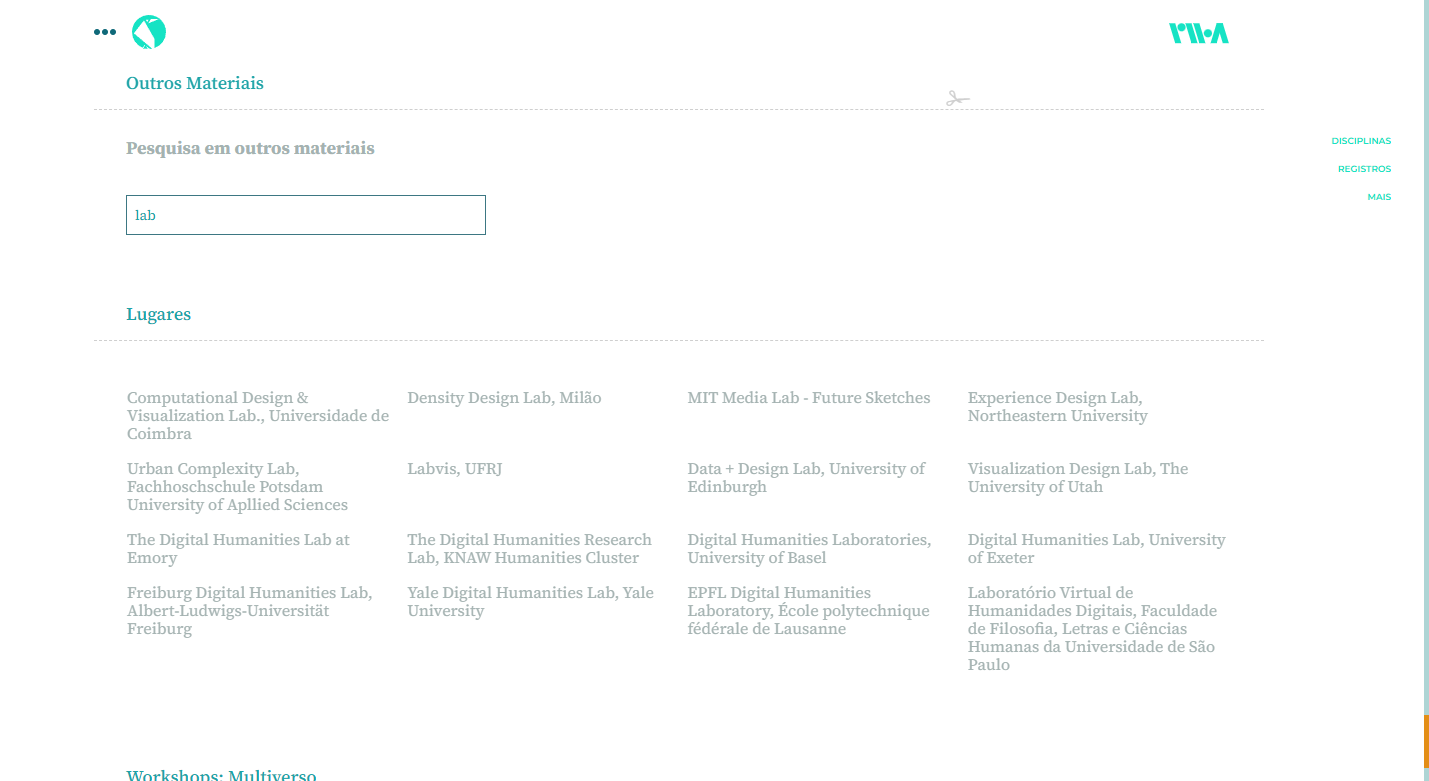 Outros Materiais
Pesquisa em outros materiais
DISCIPLINAS
REGISTROS
MAIS
lab
Lugares
Computational Design &
Visualization Lab., Universidade de
Coimbra
Density Design Lab, Milão
MIT Media Lab - Future Sketches
Experience Design Lab,
Northeastern University
Urban Complexity Lab,
Fachhoschschule Potsdam
University of Apllied Sciences
Labvis, UFRJ
Data + Design Lab, University of
Edinburgh
Visualization Design Lab, The
University of Utah
The Digital Humanities Lab at
Emory
The Digital Humanities Research
Lab, KNAW Humanities Cluster
Digital Humanities Laboratories,
University of Basel
Digital Humanities Lab, University
of Exeter
Freiburg Digital Humanities Lab,
Albert-Ludwigs-Universität
Freiburg
Yale Digital Humanities Lab, Yale
University
EPFL Digital Humanities
Laboratory, École polytechnique
fédérale de Lausanne
Laboratório Virtual de
Humanidades Digitais, Faculdade
de Filosofia, Letras e Ciências
Humanas da Universidade de São
Paulo
Workshops: Multiverso